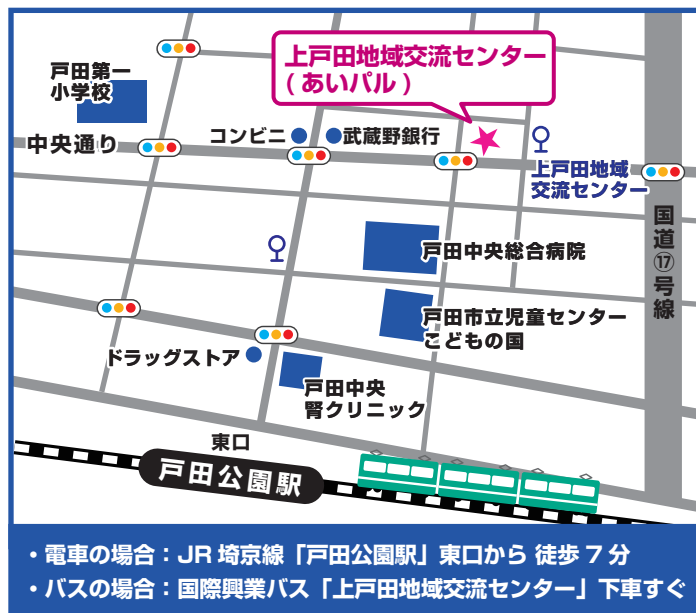 上戸田地域交流センター
(あいパル)
戸田第一
小学校
中央通り
コンビニ
武蔵野銀行
上戸田地域
交流センター
国道⑰号線
戸田中央総合病院
戸田市立児童センター
こどもの国
ドラッグストア
戸田中央
腎クリニック
東口
戸田公園駅
・電車の場合：JR 埼京線「戸田公園駅」東口から 徒歩 7 分
・バスの場合：国際興業バス「上戸田地域交流センター」下車すぐ